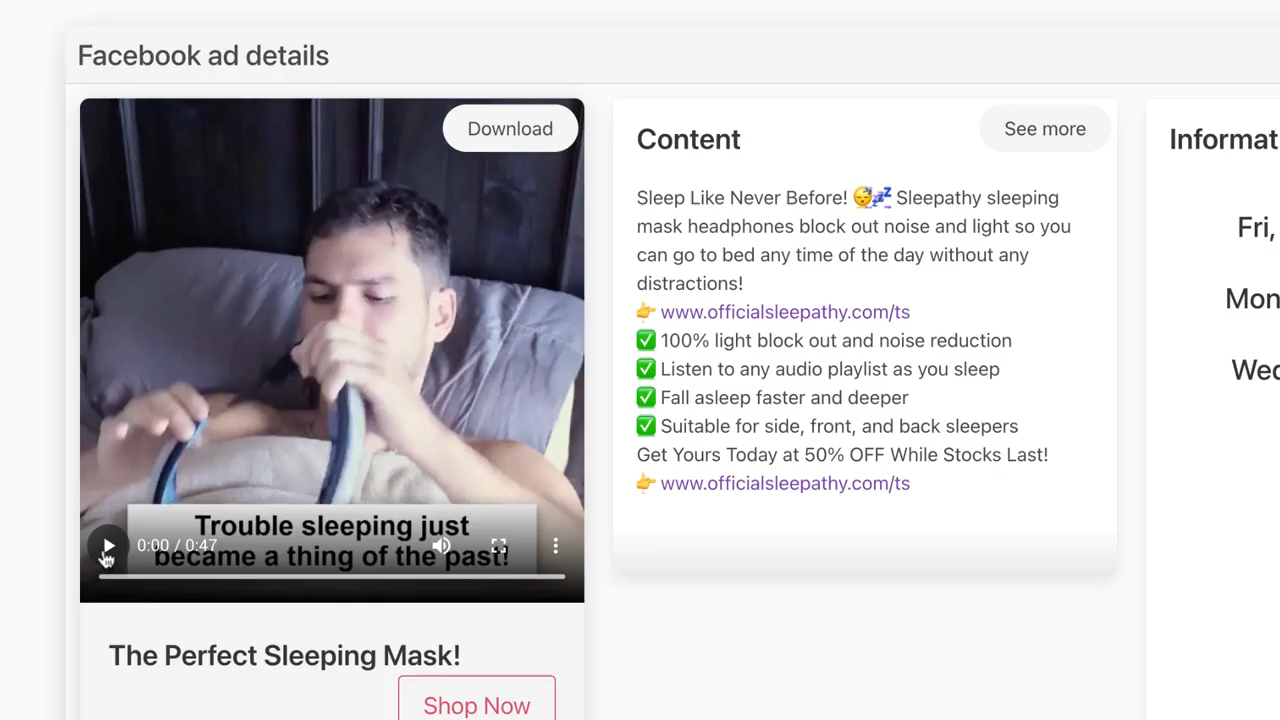 Facebook ad details
Download
Trouble sleeping just
became a thing of the past!
0:00 / 0:47
The Perfect Sleeping Mask!
Shop Now
Content
See more
Sleep Like Never Before! 😴💤 Sleepathy sleeping
mask headphones block out noise and light so you
can go to bed any time of the day without any
distractions!
👉 www.officialsleepathy.com/ts
✅ 100% light block out and noise reduction
✅ Listen to any audio playlist as you sleep
✅ Fall asleep faster and deeper
✅ Suitable for side, front, and back sleepers
Get Yours Today at 50% OFF While Stocks Last!
👉 www.officialsleepathy.com/ts
Informat
Fri,
Mon
Wed